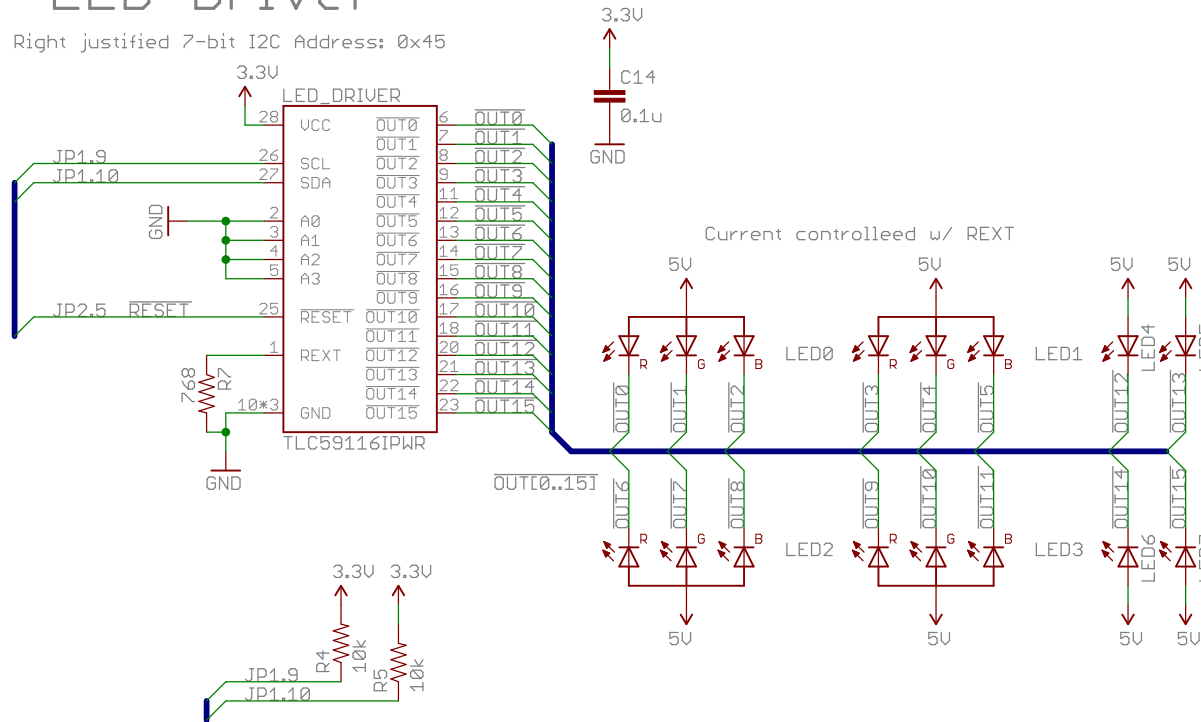 LED Driver
Right justified 7-bit I2C Address: 0x45
3.3V
C14
0.1u
GND
3.3V
LED_DRIVER
28 VCC
26 SCL
27 SDA
2 A0
3 A1
4 A2
5 A3
25 RESET
1 REXT
10*3 GND
OUT0 6 OUT0
OUT1 7 OUT1
OUT2 8 OUT2
OUT3 9 OUT3
OUT4 11 OUT4
OUT5 12 OUT5
OUT6 13 OUT6
OUT7 14 OUT7
OUT8 15 OUT8
OUT9 16 OUT9
OUT10 17 OUT10
OUT11 18 OUT11
OUT12 20 OUT12
OUT13 21 OUT13
OUT14 22 OUT14
OUT15 23 OUT15
TLC59116IPWR
JP1.9
JP1.10
GND
JP2.5 RESET
768
R7
GND
OUT[0..15]
Current controlleed w/ REXT
5V 5V 5V 5V
R G B LED0 R G B LED1 LED4
OUT0 OUT1 OUT2 OUT3 OUT4 OUT5 OUT12 OUT13
OUT6 OUT7 OUT8 OUT9 OUT10 OUT11 OUT14 OUT15
R G B LED2 R G B LED3 LED6
5V 5V 5V 5V
3.3V 3.3V
R4 10k
R5 10k
JP1.9
JP1.10